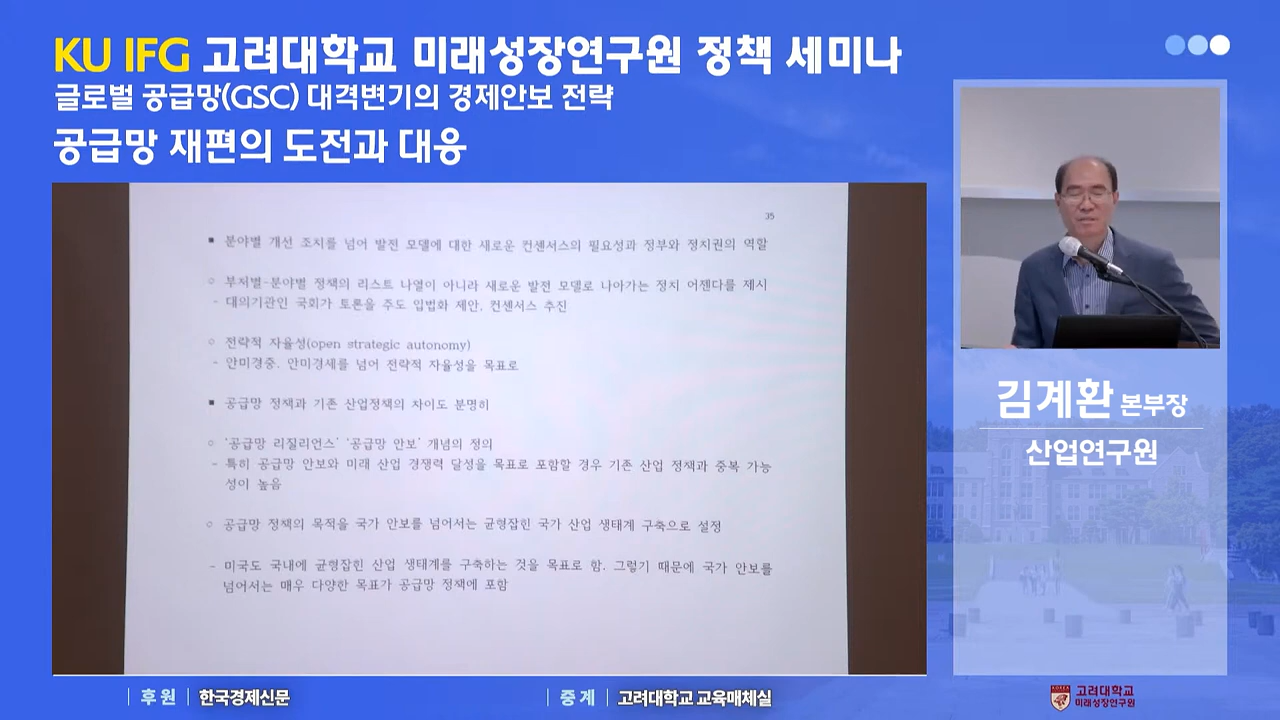 KU IFG 고려대학교 미래성장연구원 정책 세미나
글로벌 공급망(GSC) 대격변기의 경제안보 전략
공급망 재편의 도전과 대응
35
■ 분야별 개선 조치를 넘어 발전 모델에 대한 새로운 컨센서스의 필요성과 정부와 정치권의 역할
○ 부처별-분야별 정책의 리스트 나열이 아니라 새로운 발전 모델로 나아가는 정치 어젠다를 제시
- 대의기관인 국회가 토론을 주도 입법화 제안, 컨센서스 추진
○ 전략적 자율성(open strategic autonomy)
- 안미경중, 안미경세를 넘어 전략적 자율성을 목표로
■ 공급망 정책과 기존 산업정책의 차이도 분명히
○ '공급망 리질리언스' '공급망 안보' 개념의 정의
- 특히 공급망 안보와 미래 산업 경쟁력 달성을 목표로 포함할 경우 기존 산업 정책과 중복 가능
성이 높음
○ 공급망 정책의 목적을 국가 안보를 넘어서는 균형잡힌 국가 산업 생태계 구축으로 설정
- 미국도 국내에 균형잡힌 산업 생태계를 구축하는 것을 목표로 함. 그렇기 때문에 국가 안보를
넘어서는 매우 다양한 목표가 공급망 정책에 포함
김계환 본부장
산업연구원
후원 | 한국경제신문
중계 | 고려대학교 교육매체실
고려대학교
미래성장연구원